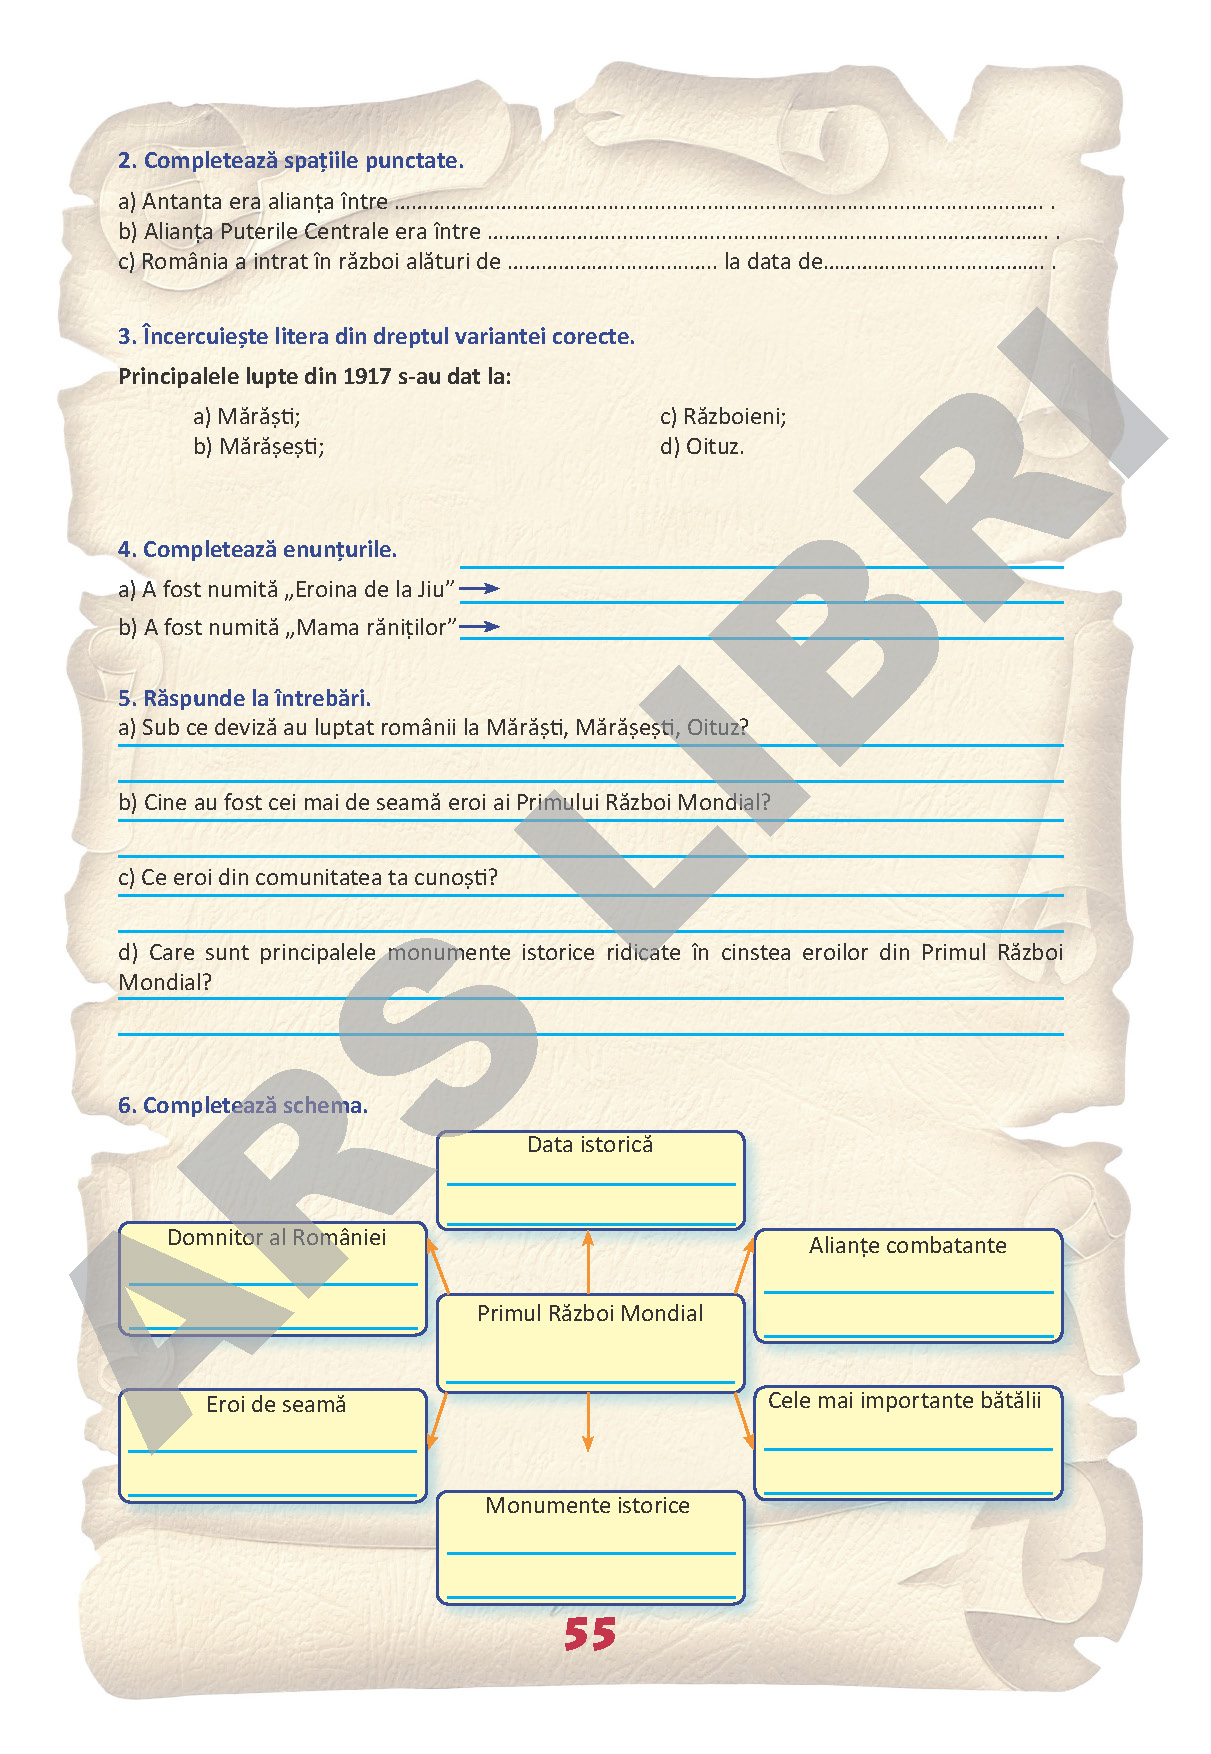 2. Completează spațiile punctate.
a) Antanta era alianța între ........................................................................................................................ .
b) Alianța Puterile Centrale era între ........................................................................................................ .
c) România a intrat în război alături de ...................................... la data de........................................ .
3. Încercuiește litera din dreptul variantei corecte.
Principalele lupte din 1917 s-au dat la:
a) Mărăști;
c) Războieni;
b) Mărășești;
d) Oituz.
4. Completează enunțurile.
a) A fost numită „Eroina de la Jiu”
b) A fost numită „Mama răniților”
5. Răspunde la întrebări.
a) Sub ce deviză au luptat românii la Mărăști, Mărășești, Oituz?
b) Cine au fost cei mai de seamă eroi ai Primului Război Mondial?
c) Ce eroi din comunitatea ta cunoști?
d) Care sunt principalele monumente istorice ridicate în cinstea eroilor din Primul Război
Mondial?
6. Completează schema.
Data istorică
Domnitor al României
Alianțe combatante
Primul Război Mondial
Eroi de seamă
Cele mai importante bătălii
Monumente istorice
55
ARS LIBRI